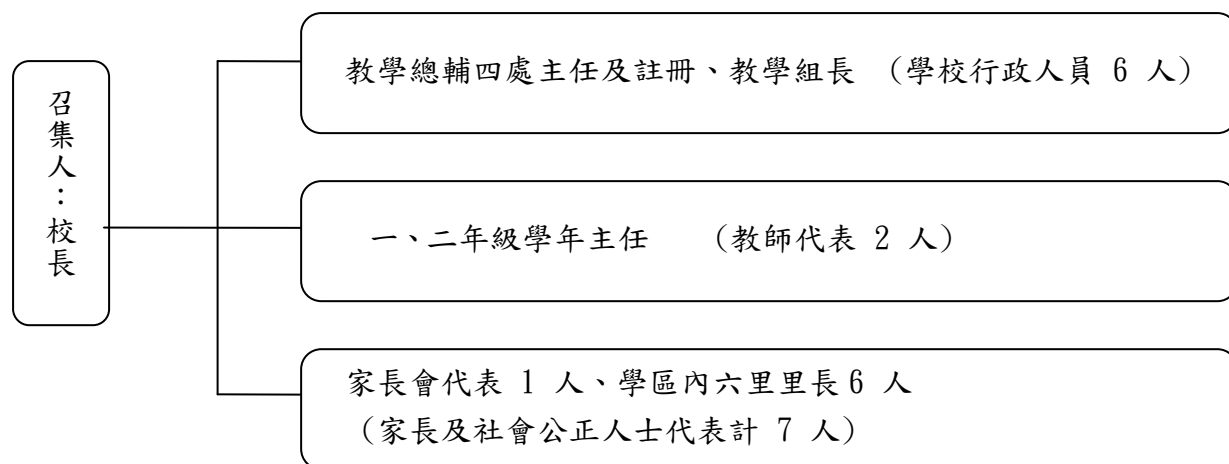 召集人：校長
教學總輔四處主任及註冊、教學組長 （學校行政人員 6 人）
一、二年級學年主任 （教師代表 2 人）
家長會代表 1 人、學區內六里里長 6 人
（家長及社會公正人士代表計 7 人）